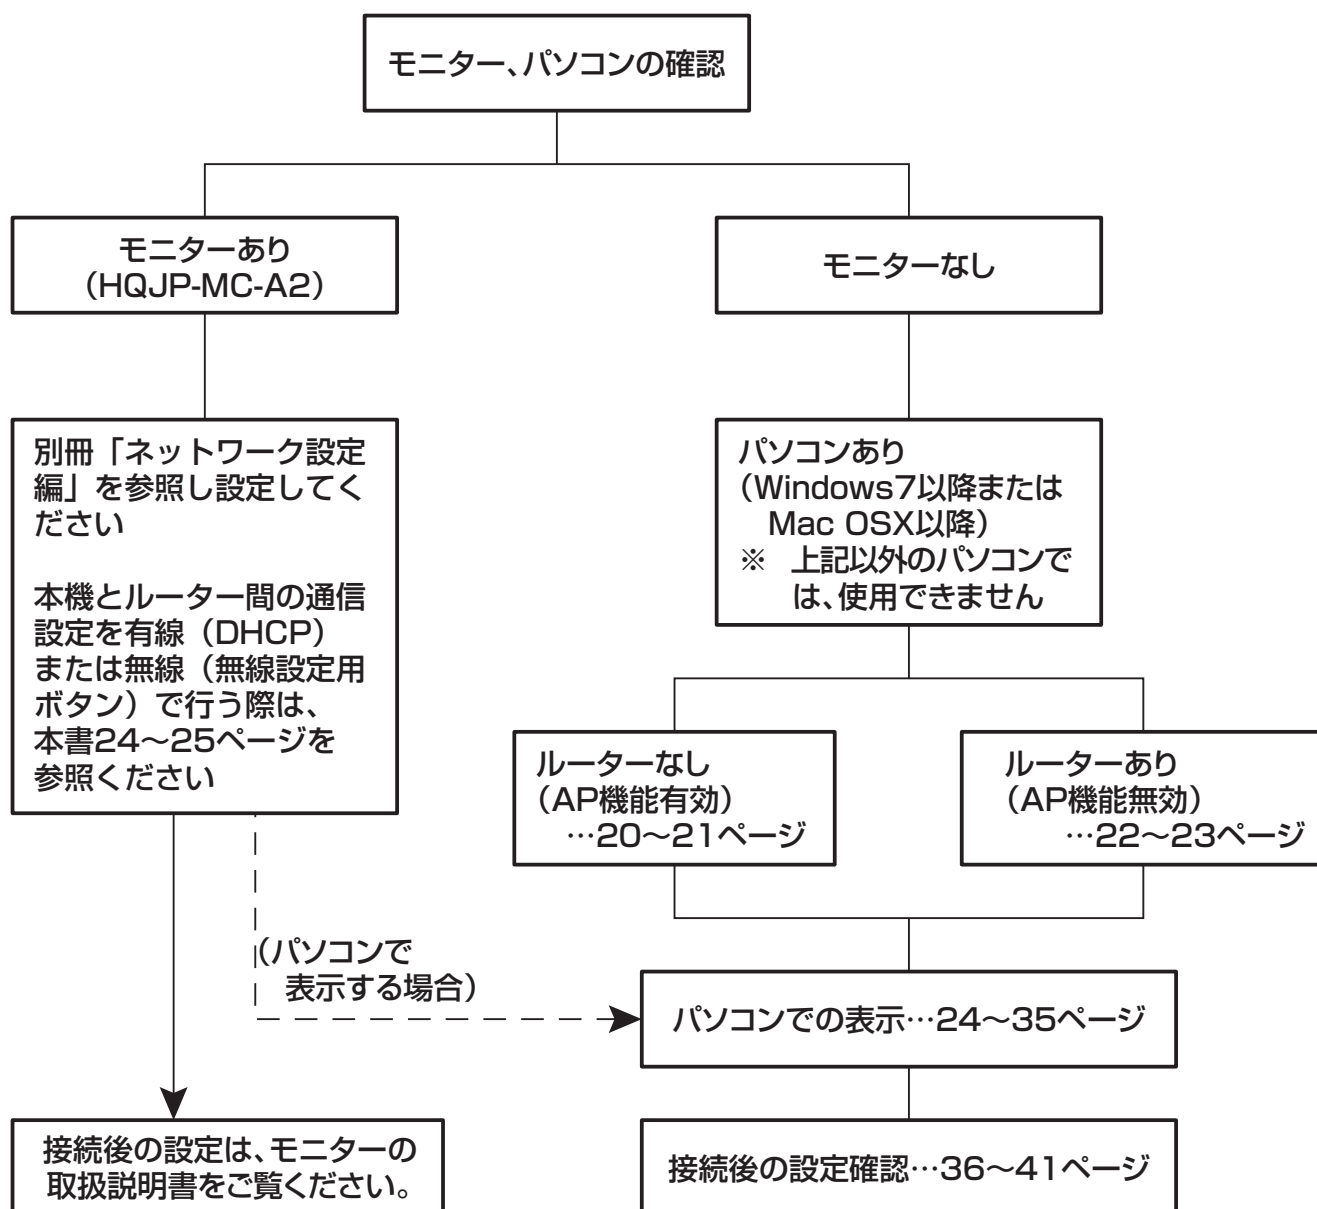 モニター、パソコンの確認
モニターあり
（HQJP-MC-A2）
モニターなし
別冊「ネットワーク設定
編」を参照し設定してく
ださい
本機とルーター間の通信
設定を有線（DHCP）
または無線（無線設定用
ボタン）で行う際は、
本書24～25ページを
参照ください
パソコンあり
（Windows7以降または
Mac OSX以降）
※　上記以外のパソコンで
は、使用できません
ルーターなし
（AP機能有効）
…20～21ページ
ルーターあり
（AP機能無効）
…22～23ページ
（パソコンで
表示する場合）
パソコンでの表示…24～35ページ
接続後の設定は、モニターの
取扱説明書をご覧ください。
接続後の設定確認…36～41ページ